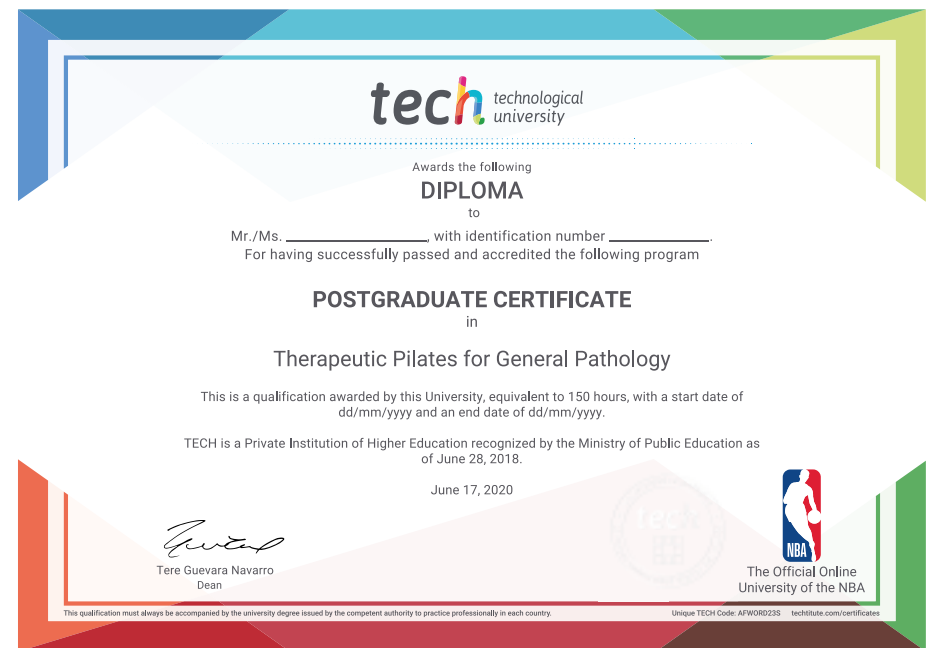 tech technological
university
Awards the following
DIPLOMA
to
Mr./Ms. ____________, with identification number ____________.
For having successfully passed and accredited the following program
POSTGRADUATE CERTIFICATE
in
Therapeutic Pilates for General Pathology
This is a qualification awarded by this University, equivalent to 150 hours, with a start date of
dd/mm/yyyy and an end date of dd/mm/yyyy.
TECH is a Private Institution of Higher Education recognized by the Ministry of Public Education as
of June 28, 2018.
June 17, 2020
tech
NBA
Tere Guevara Navarro
Dean
The Official Online
University of the NBA
This qualification must always be accompanied by the university degree issued by the competent authority to practice professionally in each country.
Unique TECH Code: AFWORD23S techtitute.com/certificates